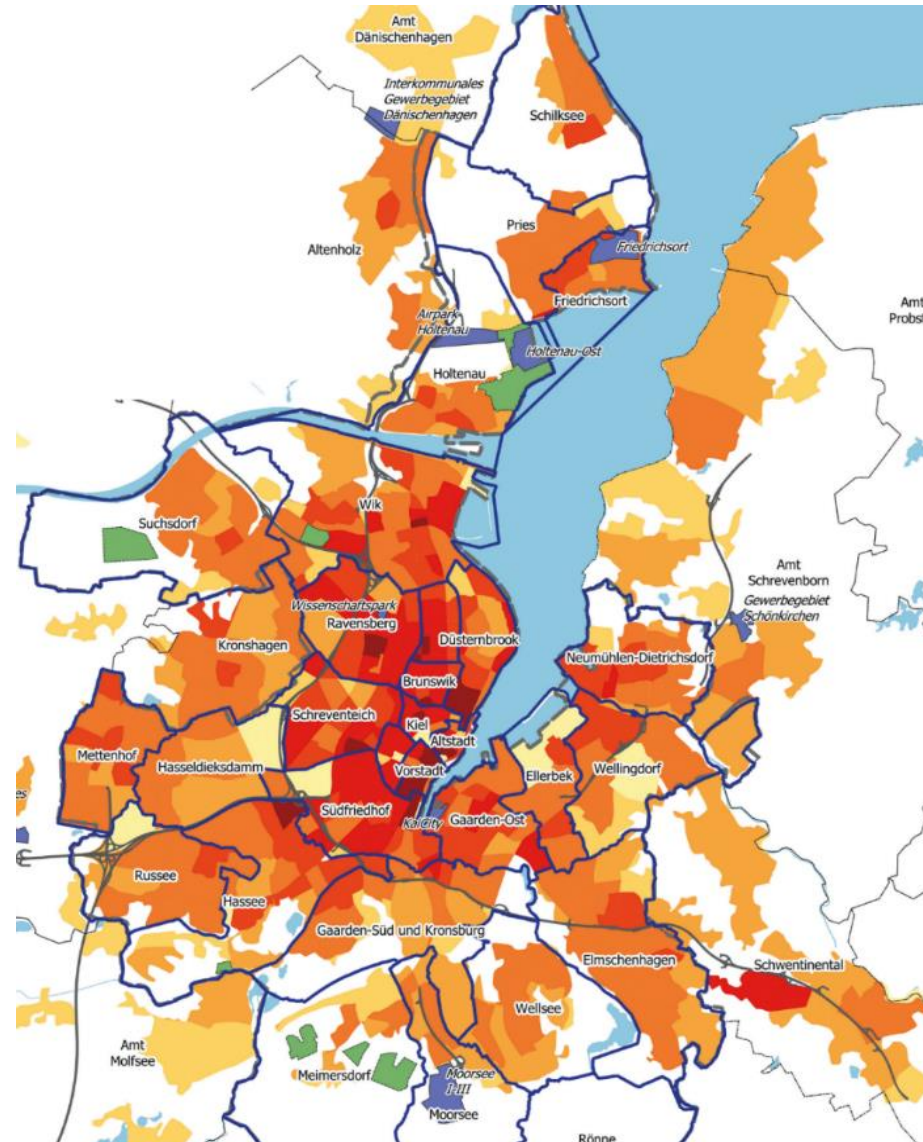 Amt
Dänischenhagen
Interkommunales
Gewerbegebiet
Dänischenhagen
Schilksee
Pries
Friedrichsort
Altenholz
Friedrichsort
Amt
Airpark
Holtenau
Holtenau-Ost
Holtenau
Wik
Suchsdorf
Amt
Schrevenborn
Gewerbegebiet
Schönkirchen
Wissenschaftspark
Ravensberg
Kronshagen
Düsternbrook
Neumühlen-Dietrichsdorf
Brunswik
Schreventeich
Kiel
Altstadt
Mettenhof
Hasseldieksdamm
Vorstadt
Ellerbek
Wellingdorf
Südfriedhof
Kai-City
Gaarden-Ost
Russee
Hassee
Gaarden-Süd und Kronsburg
Elmschenhagen
Schwentinental
Wellsee
Amt
Molfsee
Meimersdorf
Moorsee
I-III
Moorsee
Rönne